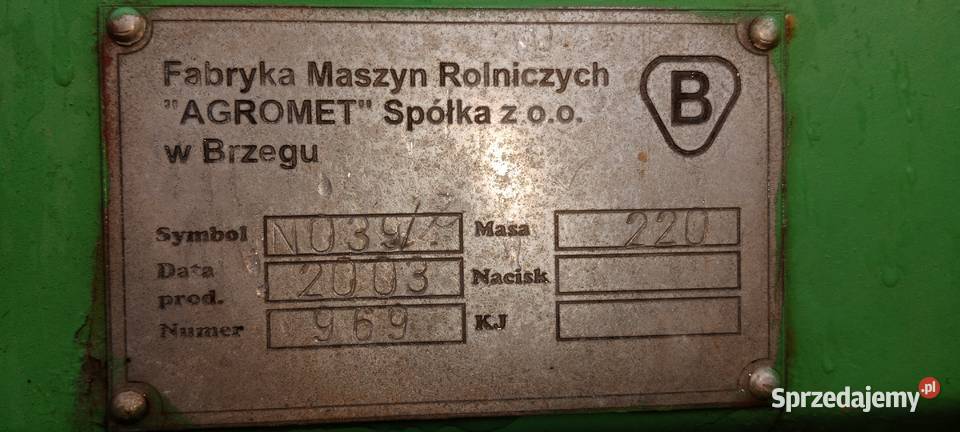 Fabryka Maszyn Rolniczych
"AGROMET" Spółka z o.o.
w Brzegu
B
Symbol
Masa 220
Data prod. 2003
Nacisk
Numer 969
KJ
Sprzedajemy.pl